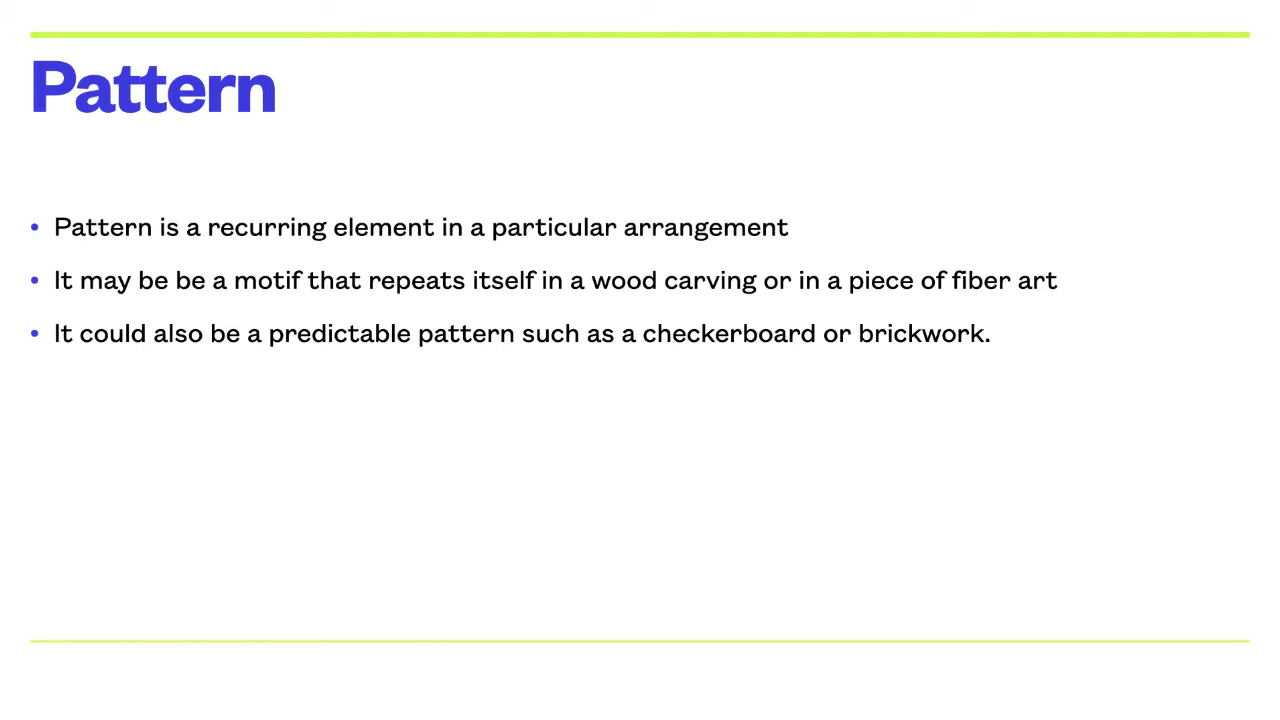 Pattern
• Pattern is a recurring element in a particular arrangement
• It may be be a motif that repeats itself in a wood carving or in a piece of fiber art
• It could also be a predictable pattern such as a checkerboard or brickwork.